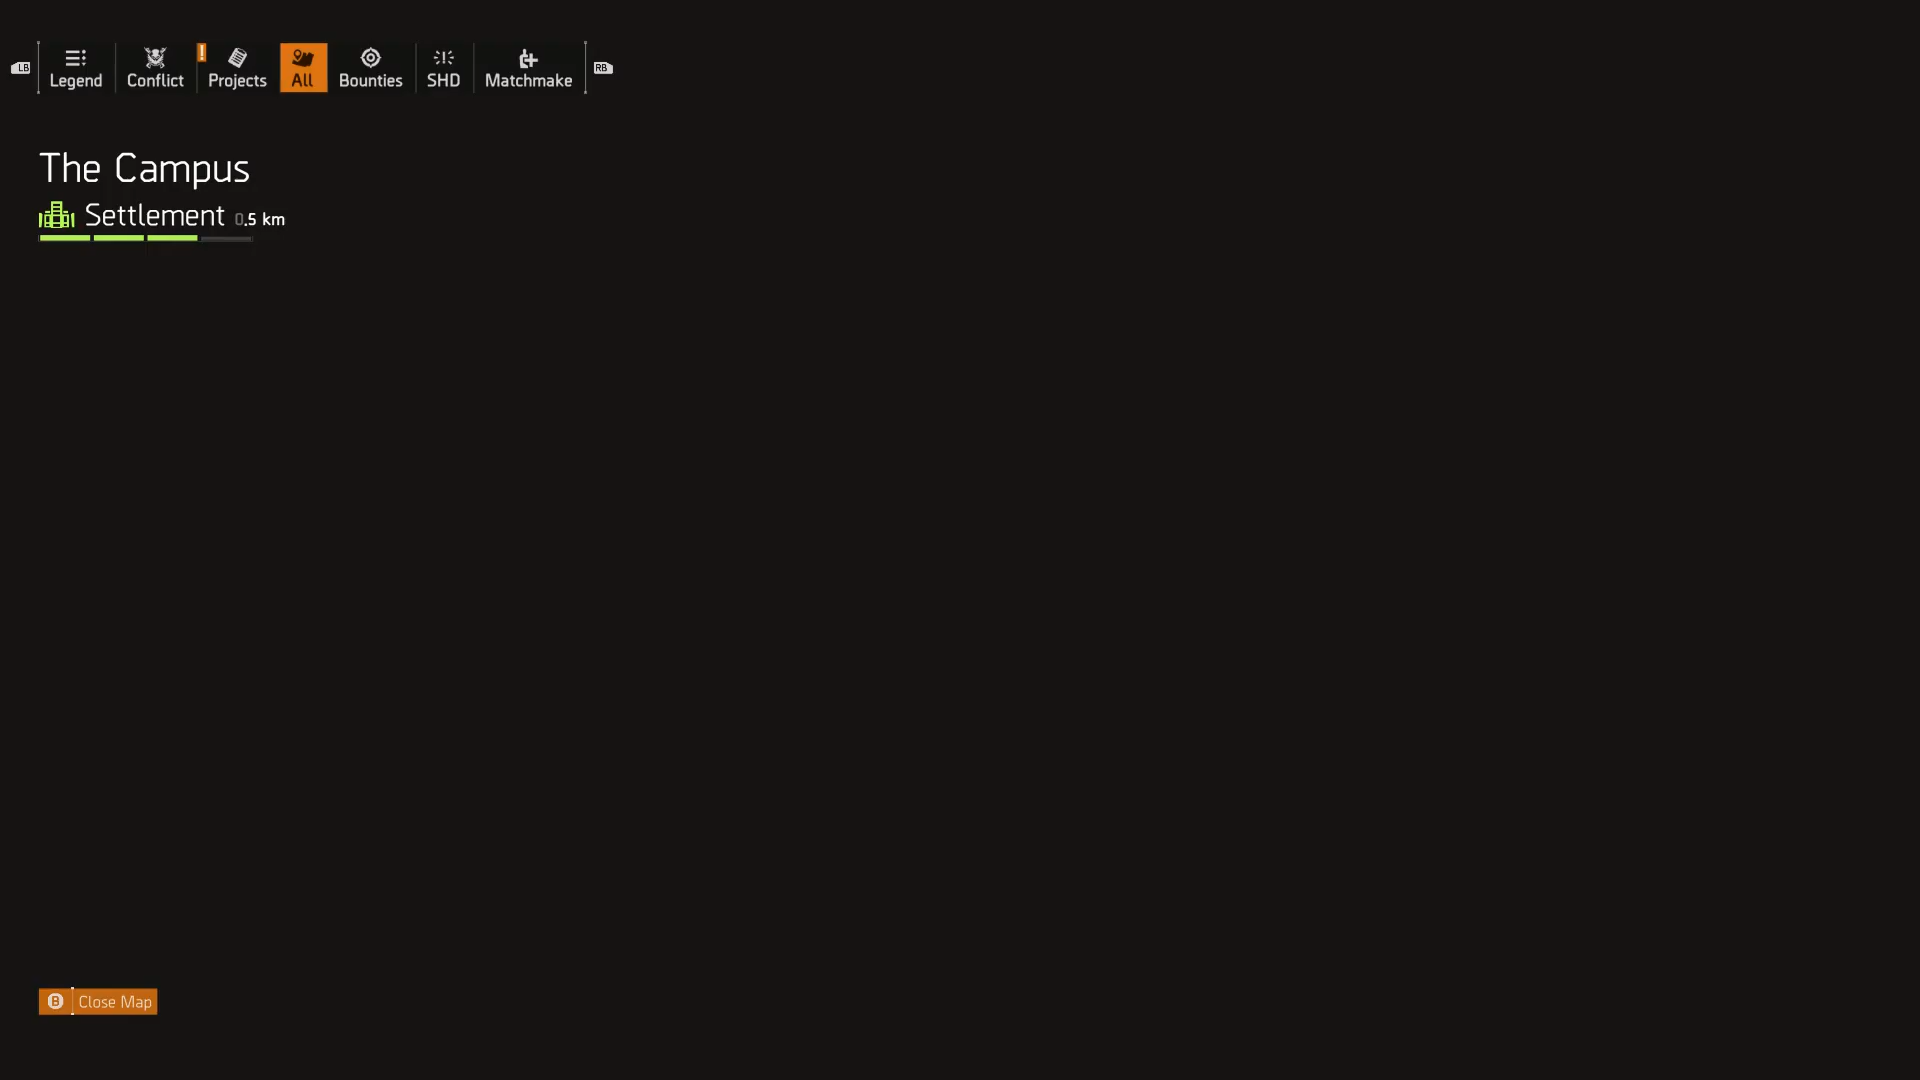 LB Legend Conflict ! Projects All Bounties SHD Matchmake RB
The Campus
Settlement 0.5 km
B Close Map